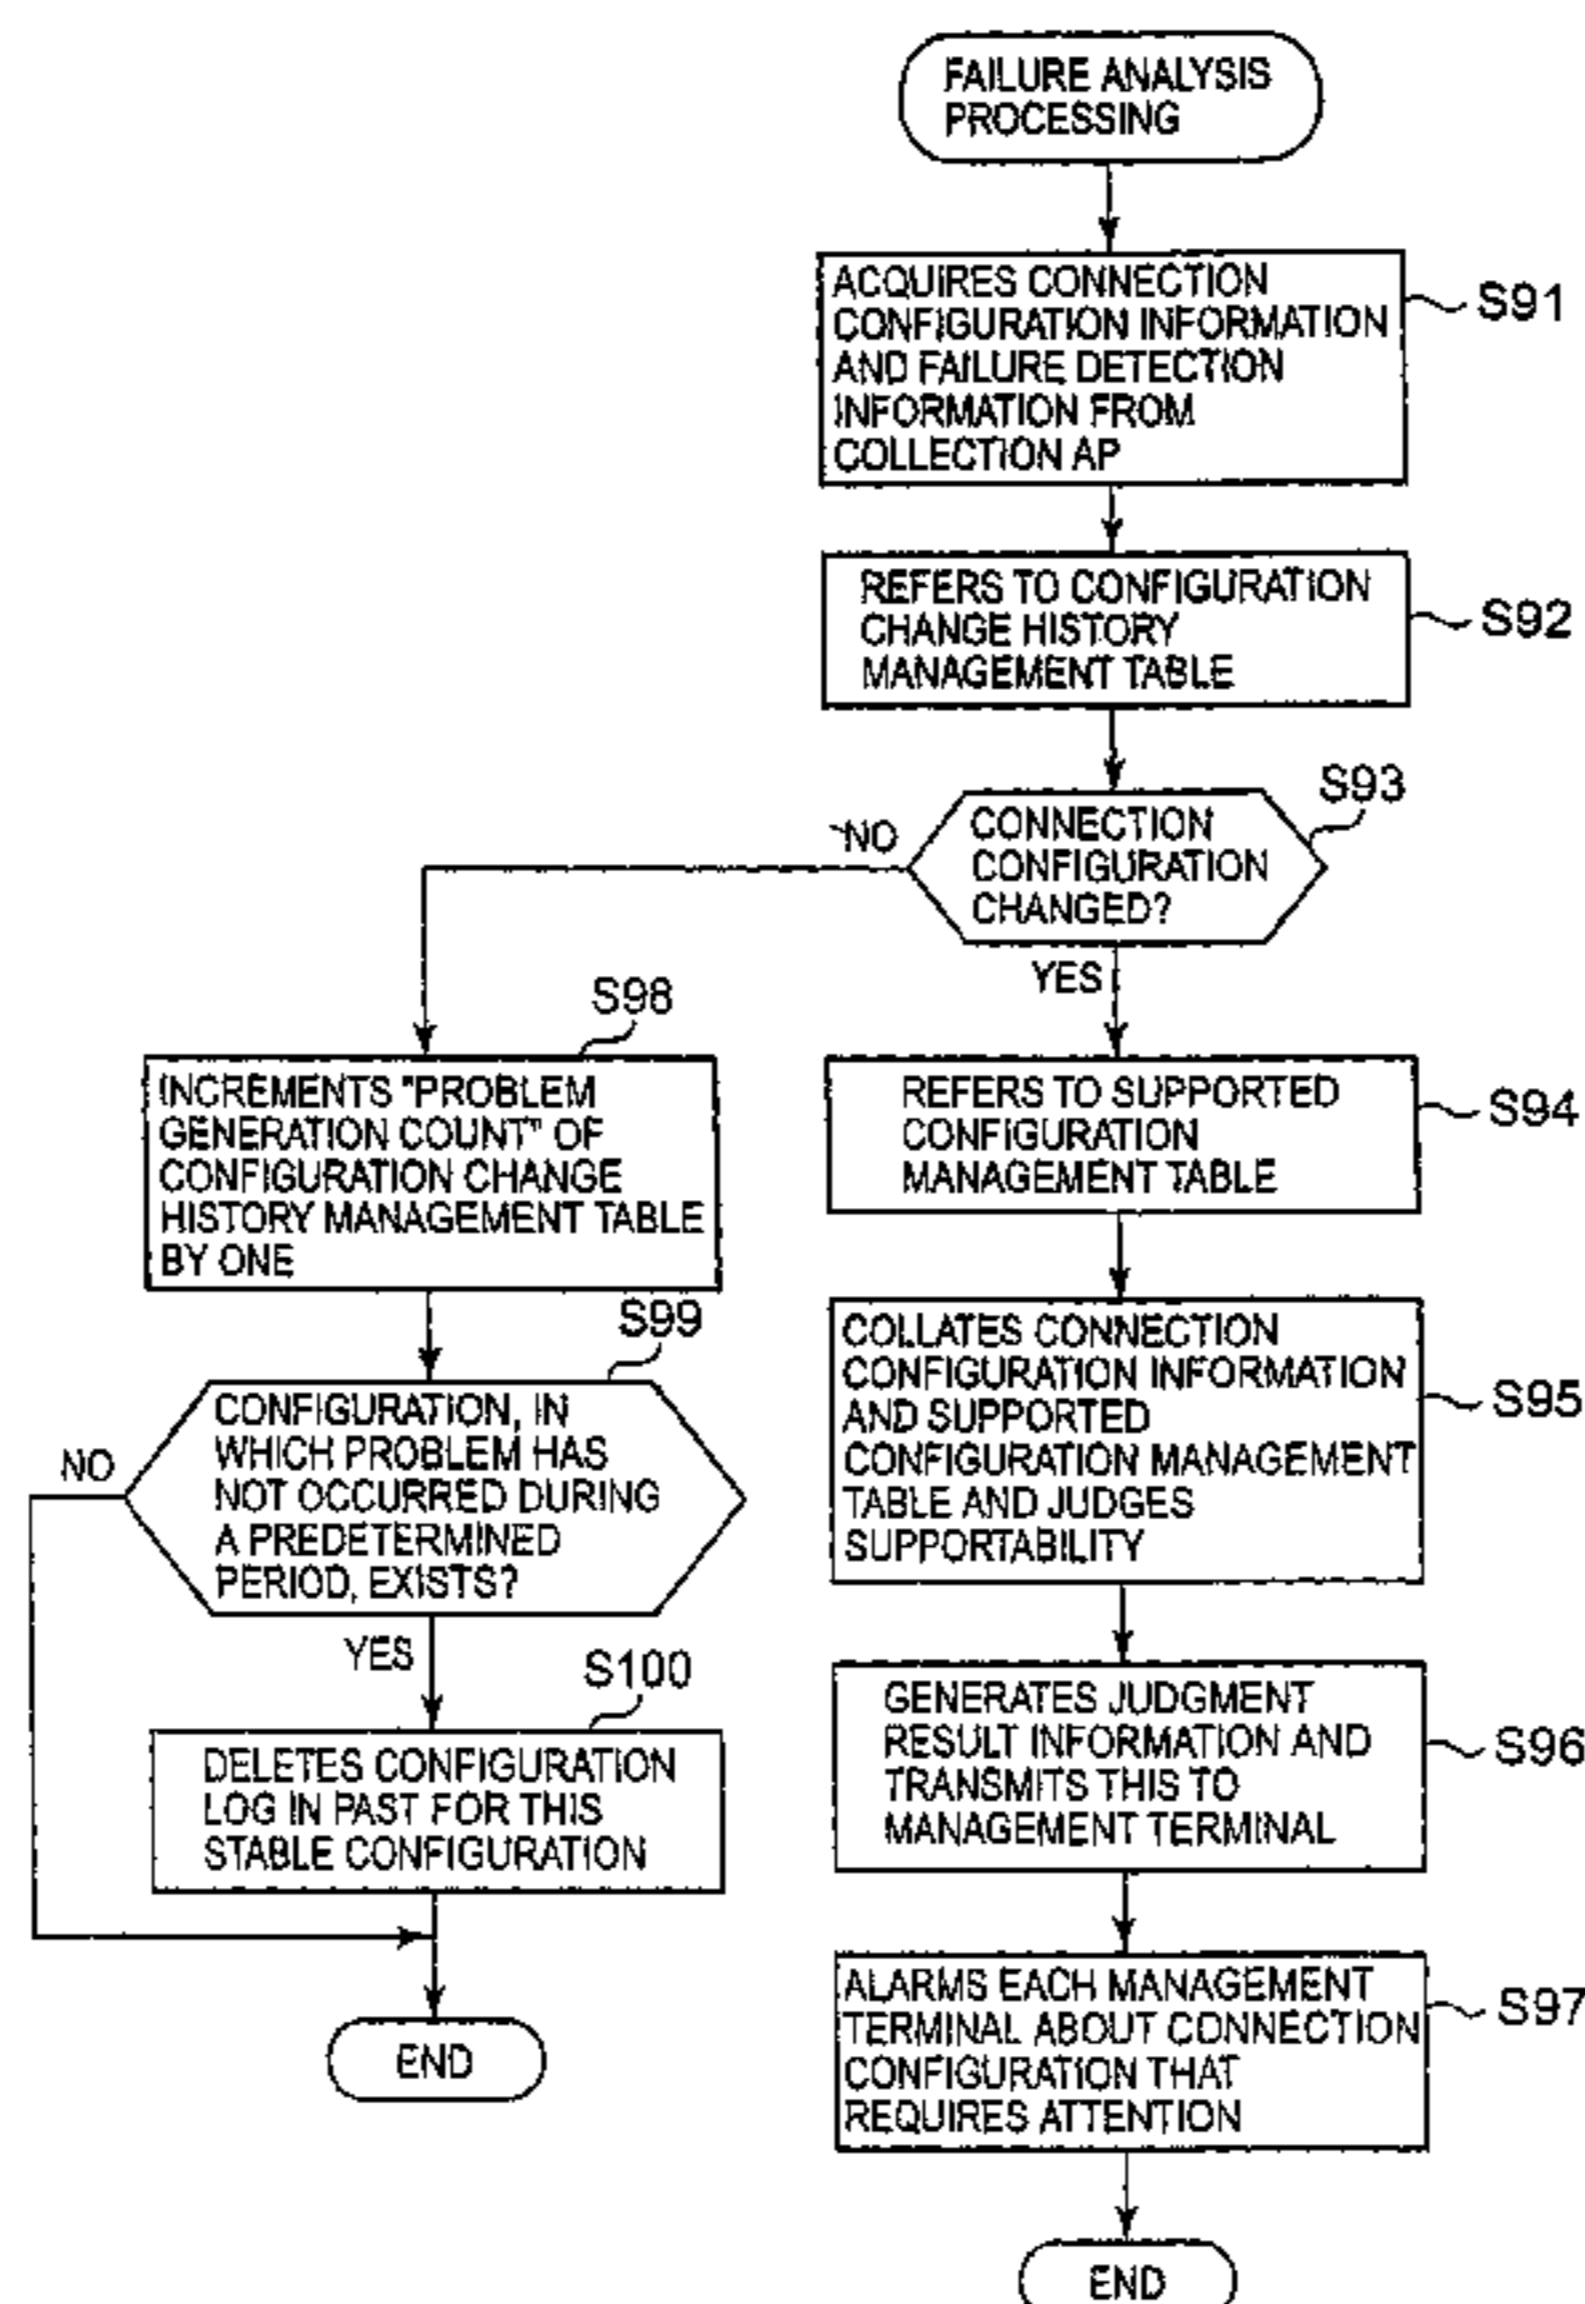 FAILURE ANALYSIS
PROCESSING
ACQUIRES CONNECTION
CONFIGURATION INFORMATION
AND FAILURE DETECTION
INFORMATION FROM
COLLECTION AP
S91
REFERS TO CONFIGURATION
CHANGE HISTORY
MANAGEMENT TABLE
S92
S93
CONNECTION
CONFIGURATION
CHANGED?
NO
YES
S98
INCREMENTS "PROBLEM
GENERATION COUNT" OF
CONFIGURATION CHANGE
HISTORY MANAGEMENT TABLE
BY ONE
S99
CONFIGURATION, IN
WHICH PROBLEM HAS
NOT OCCURRED DURING
A PREDETERMINED
PERIOD, EXISTS?
NO
YES
S100
DELETES CONFIGURATION
LOG IN PAST FOR THIS
STABLE CONFIGURATION
END
REFERS TO SUPPORTED
CONFIGURATION
MANAGEMENT TABLE
S94
COLLATES CONNECTION
CONFIGURATION INFORMATION
AND SUPPORTED
CONFIGURATION MANAGEMENT
TABLE AND JUDGES
SUPPORTABILITY
S95
GENERATES JUDGMENT
RESULT INFORMATION AND
TRANSMITS THIS TO
MANAGEMENT TERMINAL
S96
ALARMS EACH MANAGEMENT
TERMINAL ABOUT CONNECTION
CONFIGURATION THAT
REQUIRES ATTENTION
S97
END